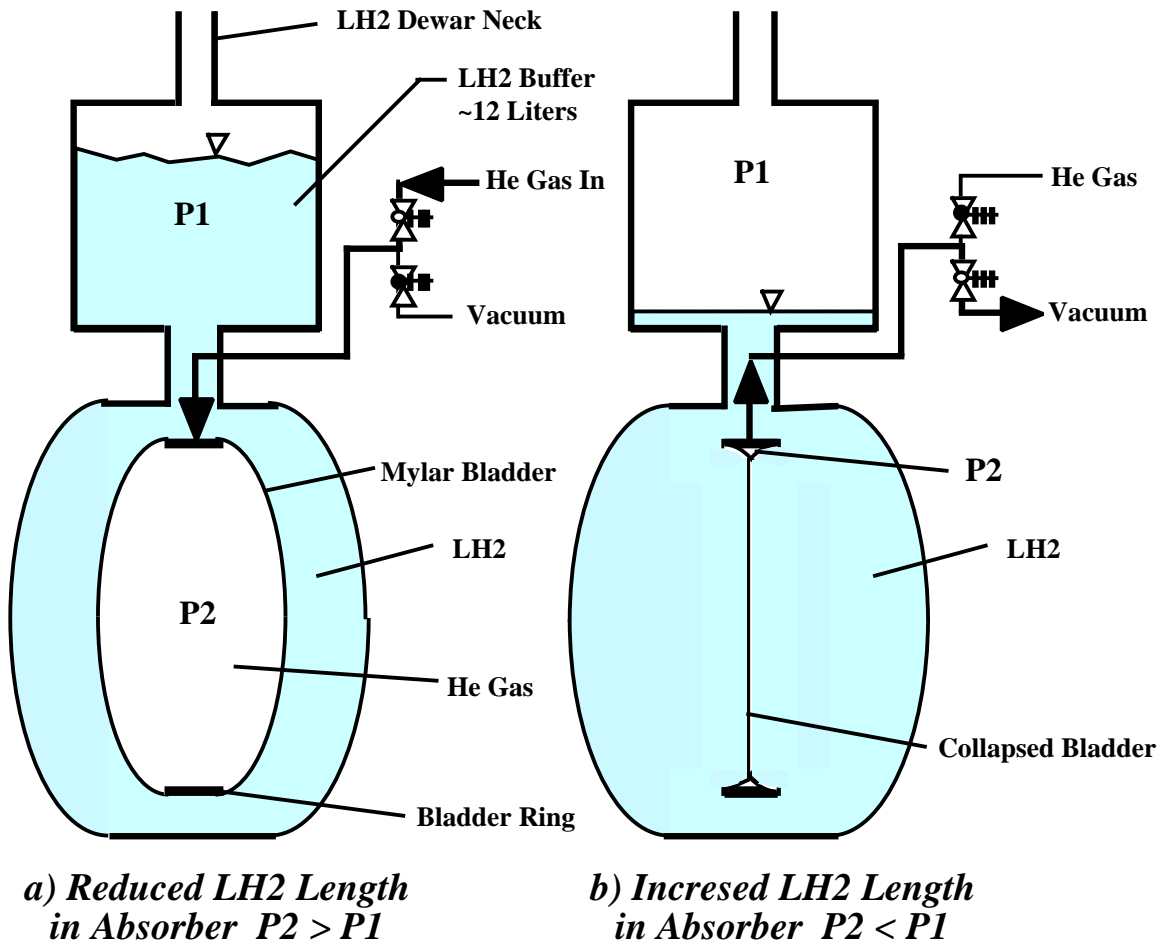 LH2 Dewar Neck
LH2 Buffer
~12 Liters
P1
He Gas In
Vacuum
Mylar Bladder
LH2
P2
He Gas
Bladder Ring
a) Reduced LH2 Length
in Absorber P2 > P1
P1
He Gas
Vacuum
P2
LH2
Collapsed Bladder
b) Incresed LH2 Length
in Absorber P2 < P1